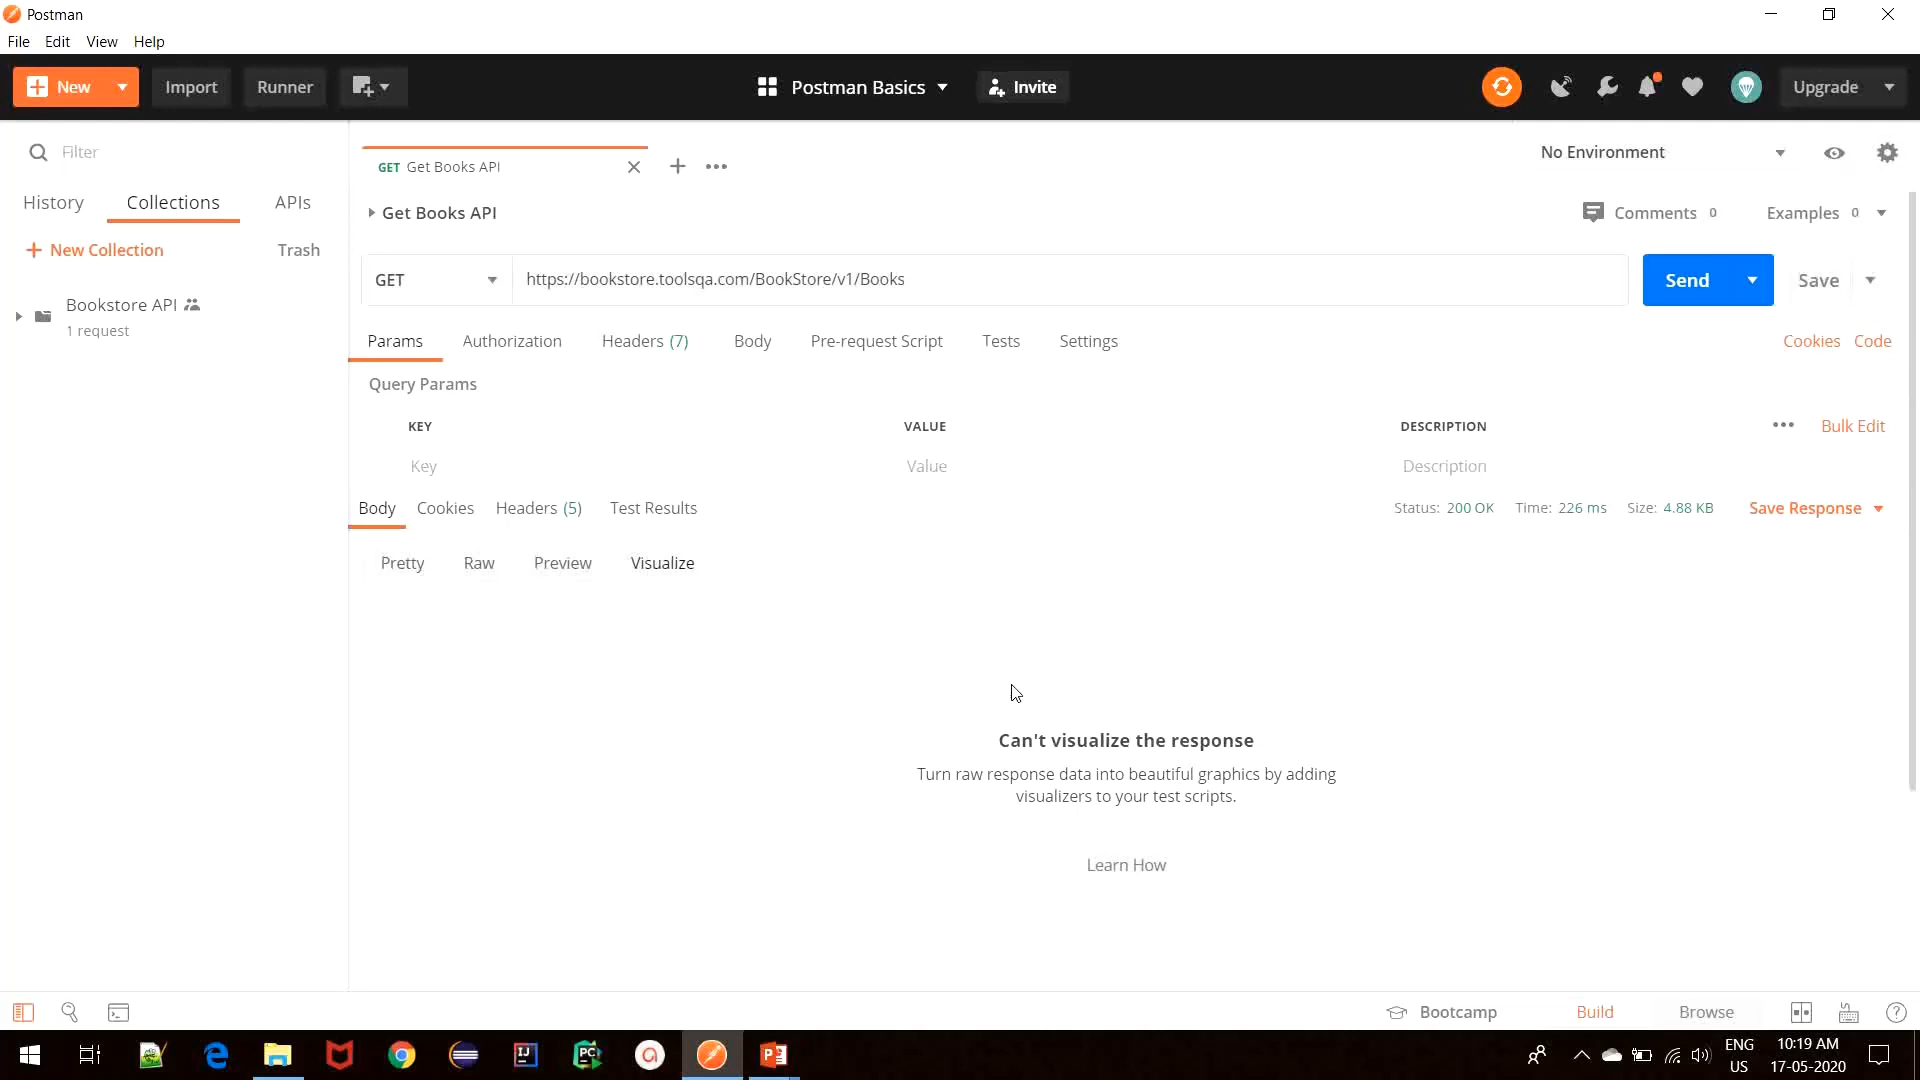 Postman
File Edit View Help
New Import Runner Postman Basics Invite Upgrade
Filter
GET Get Books API
No Environment
History Collections APIs
Get Books API
Comments 0 Examples 0
+ New Collection Trash
GET https://bookstore.toolsqa.com/BookStore/v1/Books Send Save
Bookstore API
1 request
Params Authorization Headers (7) Body Pre-request Script Tests Settings Cookies Code
Query Params
KEY VALUE DESCRIPTION ••• Bulk Edit
Key Value Description
Body Cookies Headers (5) Test Results Status: 200 OK Time: 226 ms Size: 4.88 KB Save Response
Pretty Raw Preview Visualize
Can't visualize the response
Turn raw response data into beautiful graphics by adding
visualizers to your test scripts.
Learn How
Bootcamp Build Browse
IJ PC P
ENG 10:19 AM
US 17-05-2020